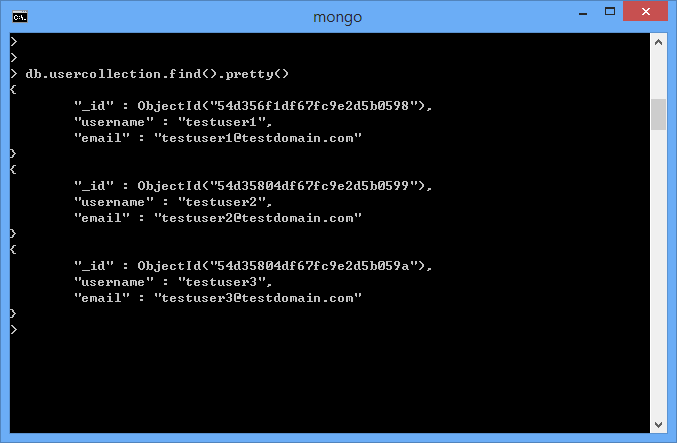 mongo
C:\.
>
>
> db.usercollection.find().pretty()
{
"_id" : ObjectId("54d356f1df67fc9e2d5b0598"),
"username" : "testuser1",
"email" : "testuser1@testdomain.com"
}
{
"_id" : ObjectId("54d35804df67fc9e2d5b0599"),
"username" : "testuser2",
"email" : "testuser2@testdomain.com"
}
{
"_id" : ObjectId("54d35804df67fc9e2d5b059a"),
"username" : "testuser3",
"email" : "testuser3@testdomain.com"
}
>